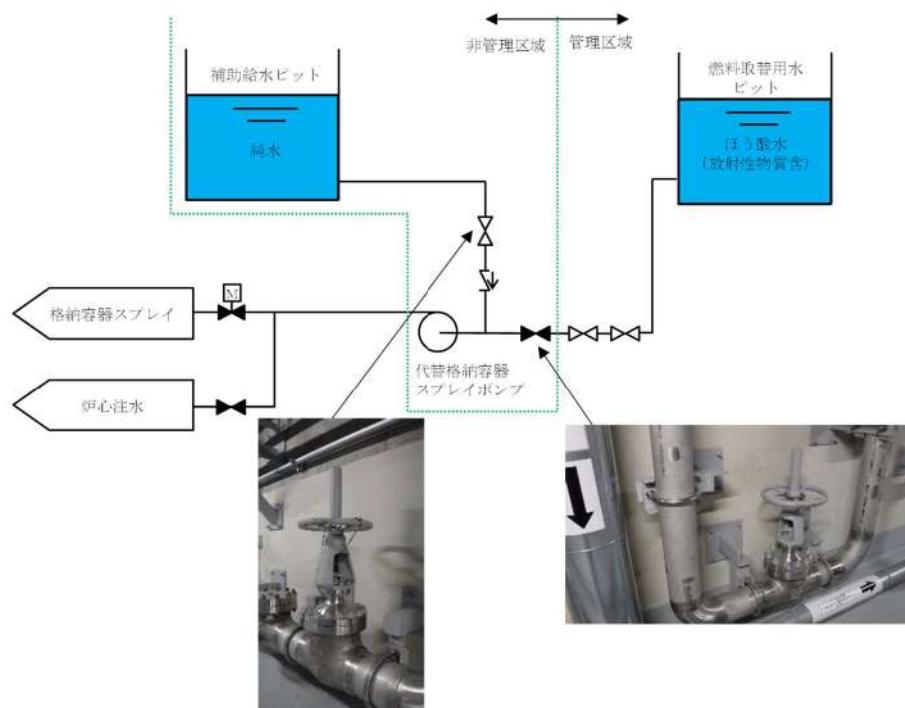 非管理区域
管理区域
補助給水ピット
純水
燃料取替用水
ピット
ほう酸水
(放射性物質含)
M
格納容器スプレイ
代替格納容器
スプレイポンプ
炉心注水